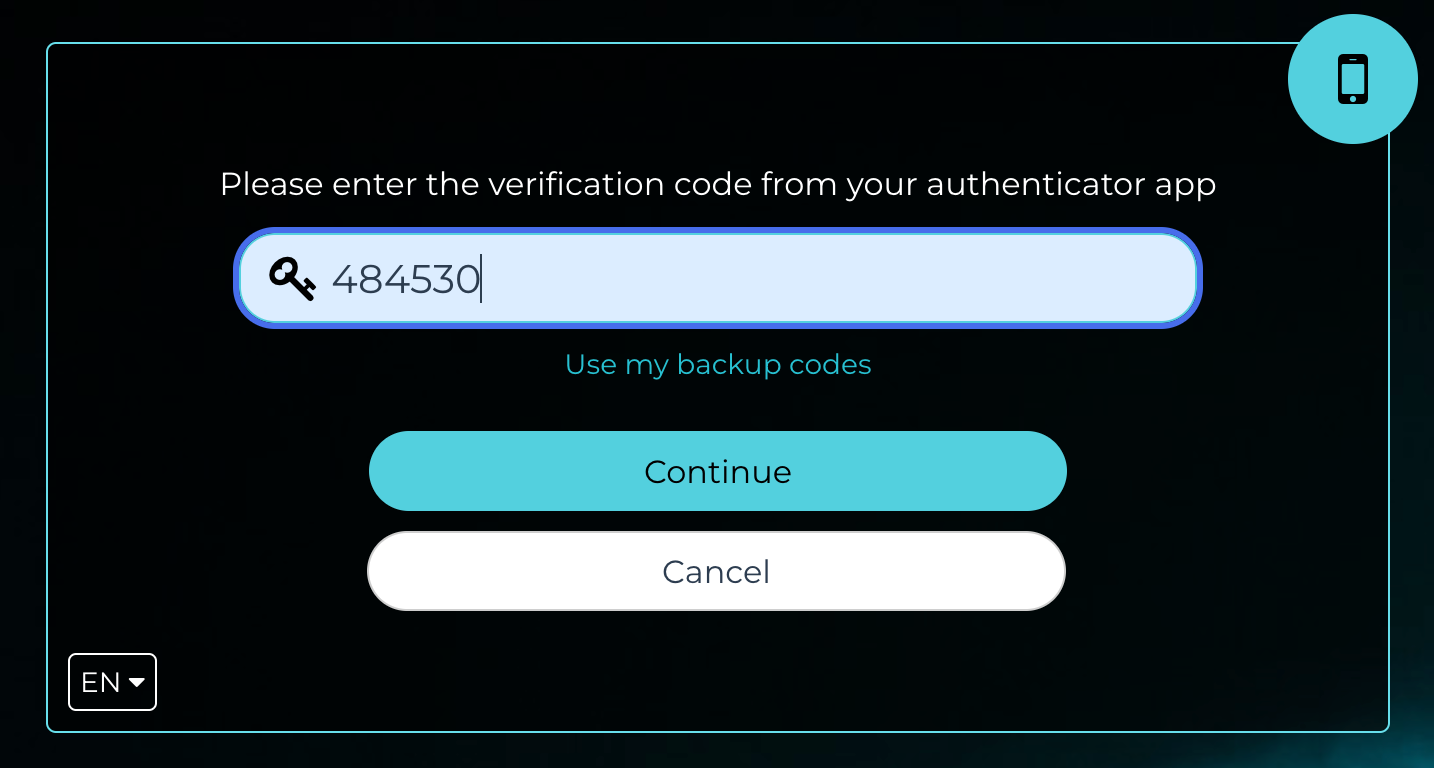 Please enter the verification code from your authenticator app
484530
Use my backup codes
Continue
Cancel
EN